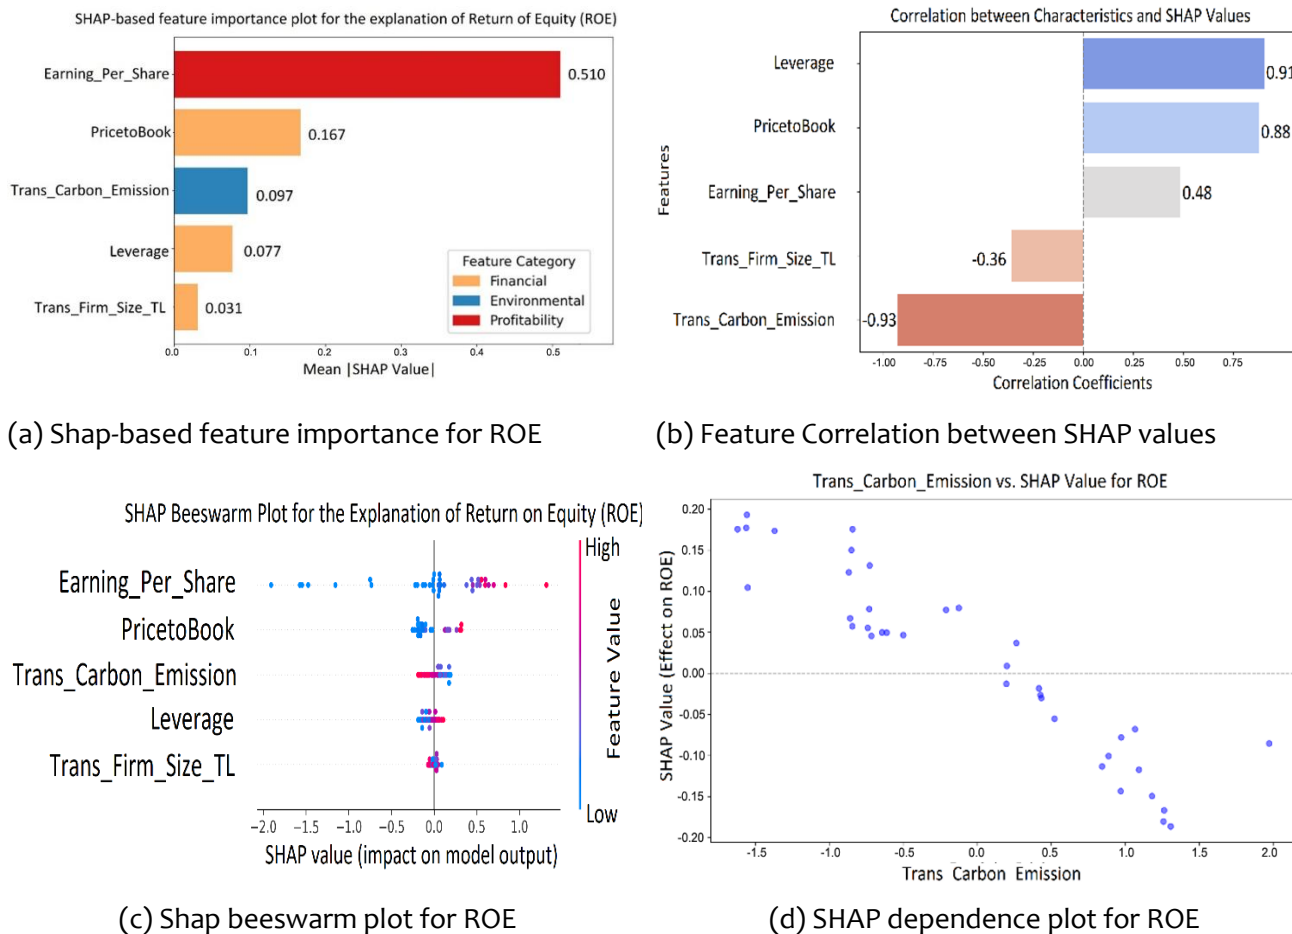 SHAP-based feature importance plot for the explanation of Return of Equity (ROE)
Earning_Per_Share
0.510
PricetoBook
0.167
Trans_Carbon_Emission
0.097
Leverage
0.077
Trans_Firm_Size_TL
0.031
Feature Category
Financial
Environmental
Profitability
0.0 0.1 0.2 0.3 0.4 0.5
Mean |SHAP Value|
(a) Shap-based feature importance for ROE
Correlation between Characteristics and SHAP Values
Features
Leverage
0.91
PricetoBook
0.88
Earning_Per_Share
0.48
Trans_Firm_Size_TL
-0.36
Trans_Carbon_Emission
-0.93
-1.00 -0.75 -0.50 -0.25 0.00 0.25 0.50 0.75
Correlation Coefficients
(b) Feature Correlation between SHAP values
SHAP Beeswarm Plot for the Explanation of Return on Equity (ROE)
High
Earning_Per_Share
PricetoBook
Trans_Carbon_Emission
Leverage
Trans_Firm_Size_TL
Feature Value
Low
−2.0 −1.5 −1.0 −0.5 0.0 0.5 1.0
SHAP value (impact on model output)
(c) Shap beeswarm plot for ROE
Trans_Carbon_Emission vs. SHAP Value for ROE
SHAP Value (Effect on ROE)
0.20
0.15
0.10
0.05
0.00
-0.05
-0.10
-0.15
-0.20
-1.5 -1.0 -0.5 0.0 0.5 1.0 1.5 2.0
Trans Carbon Emission
(d) SHAP dependence plot for ROE